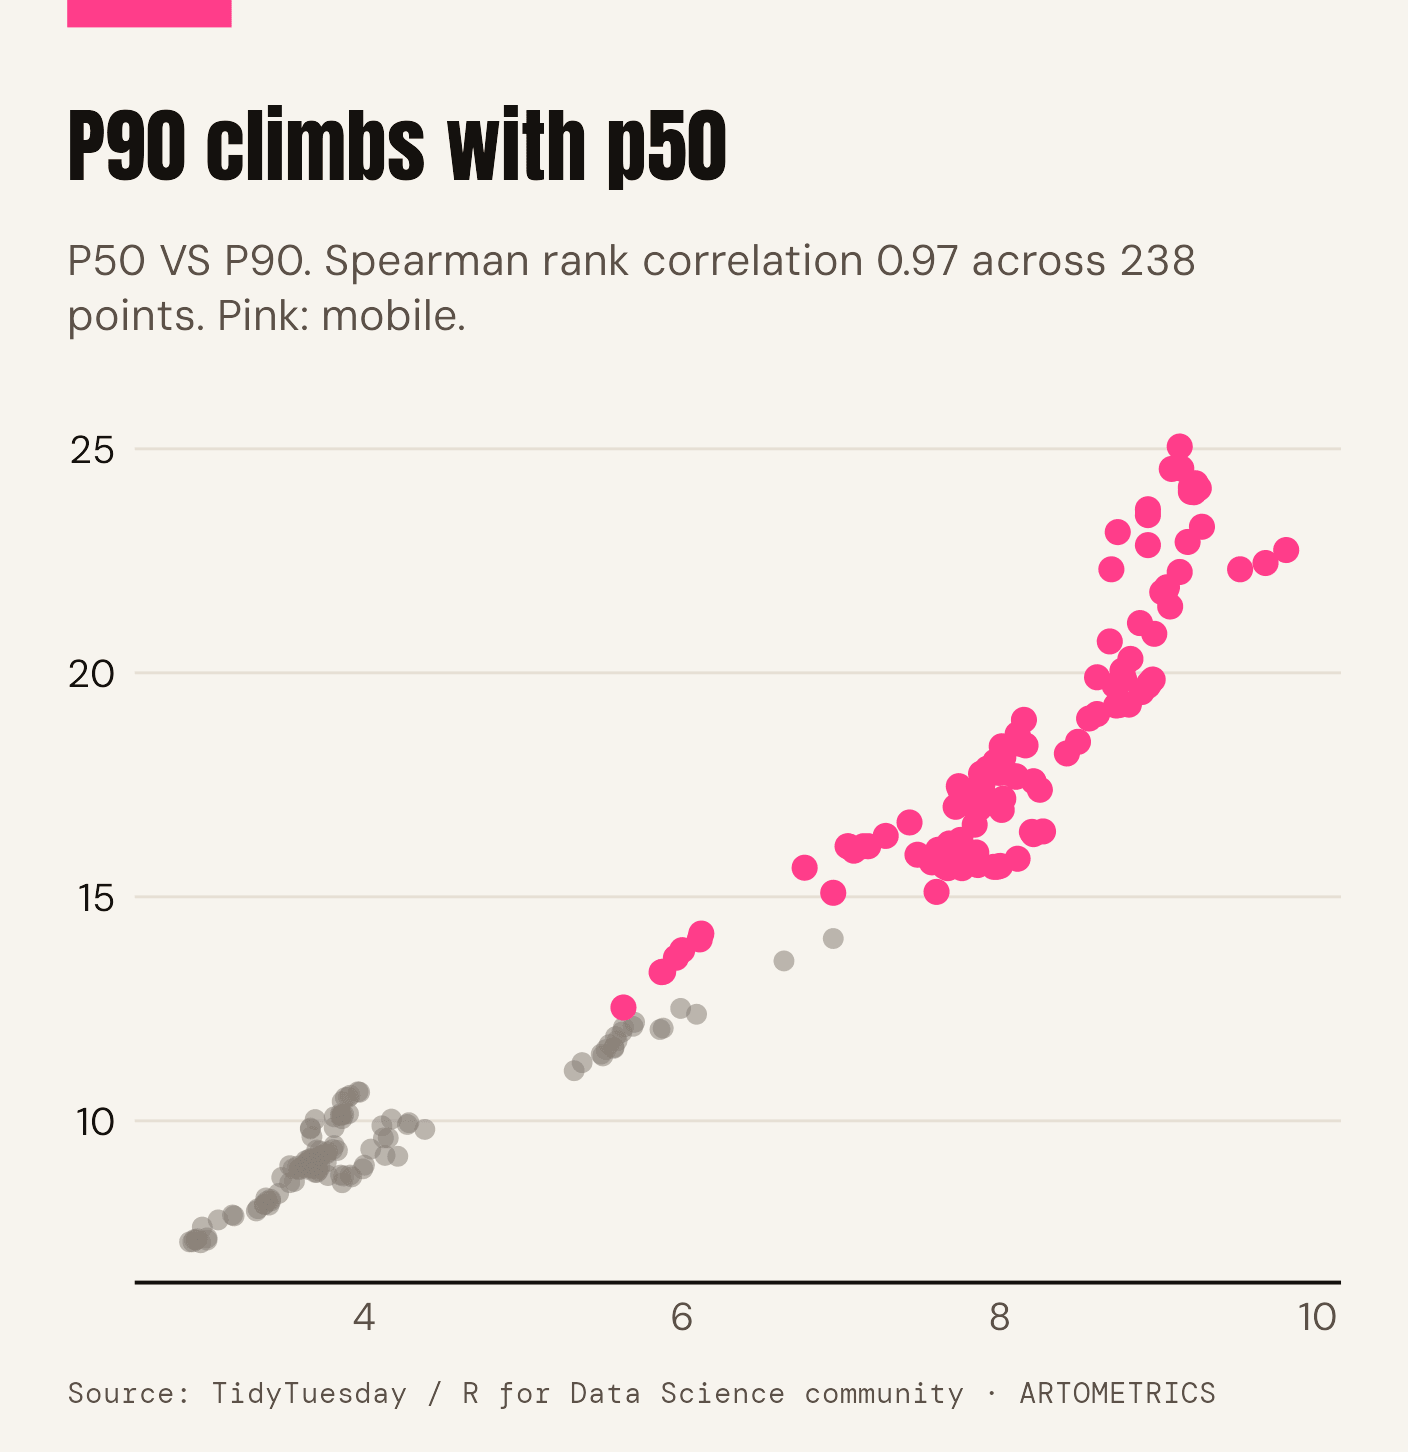 P90 climbs with p50
P50 VS P90. Spearman rank correlation 0.97 across 238
points. Pink: mobile.
25
20
15
10
4 6 8 10
Source: TidyTuesday / R for Data Science community · ARTOMETRICS